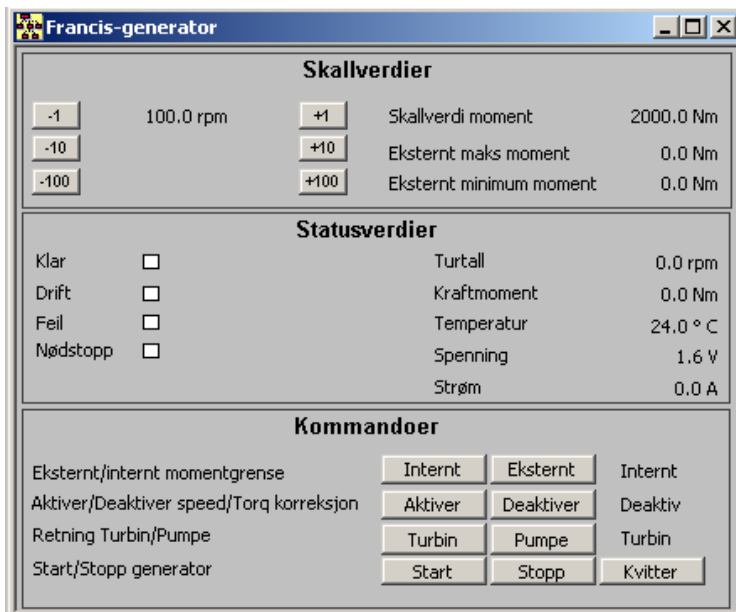 Francis-generator
Skallverdier
-1 100.0 rpm +1 Skallverdi moment 2000.0 Nm
-10 +10 Eksternt maks moment 0.0 Nm
-100 +100 Eksternt minimum moment 0.0 Nm
Statusverdier
Klar Turtall 0.0 rpm
Drift Kraftmoment 0.0 Nm
Feil Temperatur 24.0 ° C
Nødstopp Spenning 1.6 V
Strøm 0.0 A
Kommandoer
Eksternt/internt momentgrense Internt Eksternt Internt
Aktiver/Deaktiver speed/Torq korreksjon Aktiver Deaktiver Deaktiv
Retning Turbin/Pumpe Turbin Pumpe Turbin
Start/Stopp generator Start Stopp Kvitter